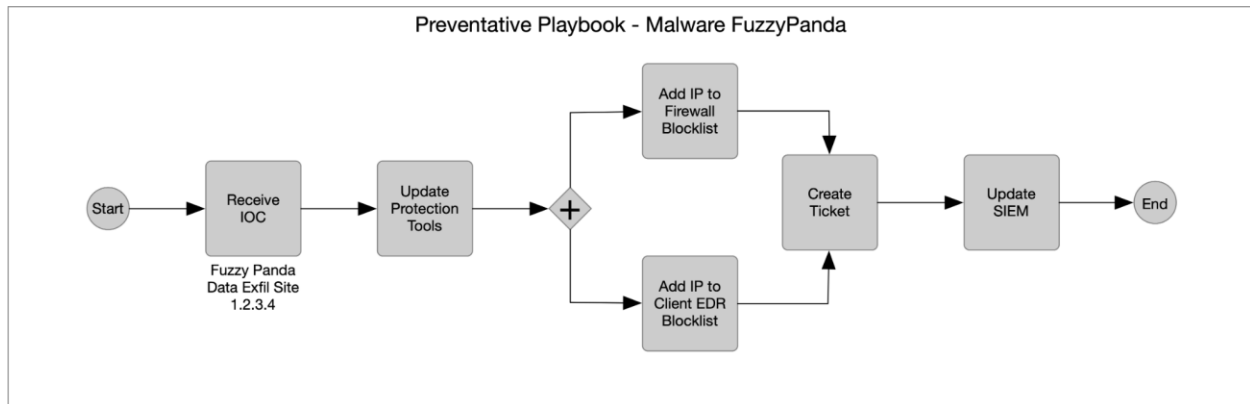 Preventative Playbook - Malware FuzzyPanda
Start
Receive
IOC
Fuzzy Panda
Data Exfil Site
1.2.3.4
Update
Protection
Tools
+
Add IP to
Firewall
Blocklist
Add IP to
Client EDR
Blocklist
Create
Ticket
Update
SIEM
End